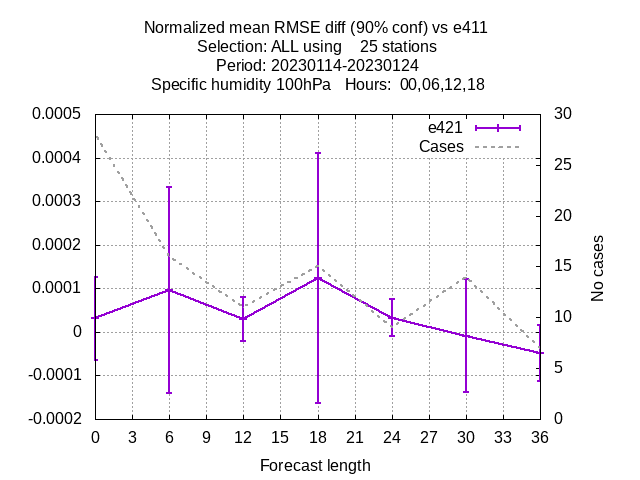 Normalized mean RMSE diff (90% conf) vs e411
Selection: ALL using    25 stations
Period: 20230114-20230124
Specific humidity 100hPa   Hours:  00,06,12,18
e421
Cases
0.0005
0.0004
0.0003
0.0002
0.0001
0
-0.0001
-0.0002
30
25
20
15
10
5
0
No cases
0 3 6 9 12 15 18 21 24 27 30 33 36
Forecast length